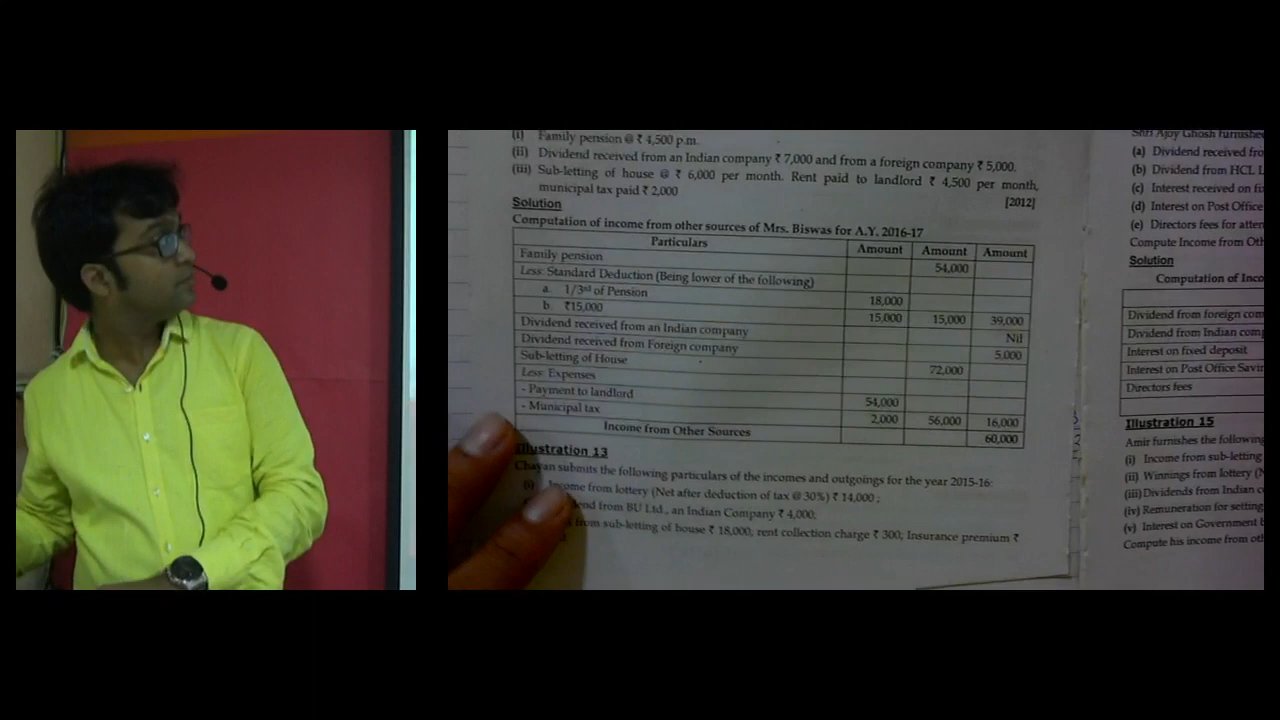 (i) Family pension @ ₹ 4,500 p.m.
(ii) Dividend received from an Indian company ₹ 7,000 and from a foreign company ₹ 5,000.
(iii) Sub-letting of house @ ₹ 6,000 per month. Rent paid to landlord ₹ 4,500 per month,
municipal tax paid ₹ 2,000 [2012]
Solution
Computation of income from other sources of Mrs. Biswas for A.Y. 2016-17
Particulars Amount Amount Amount
Family pension 54,000
Less: Standard Deduction (Being lower of the following)
a. 1/3rd of Pension 18,000
b. ₹15,000 15,000 15,000 39,000
Dividend received from an Indian company Nil
Dividend received from Foreign company 5,000
Sub-letting of House 72,000
Less: Expenses
- Payment to landlord 54,000
- Municipal tax 2,000 56,000 16,000
Income from Other Sources 60,000
Illustration 13
Chayan submits the following particulars of the incomes and outgoings for the year 2015-16:
(i) Income from lottery (Net after deduction of tax @ 30%) ₹ 14,000 ;
end from BU Ltd., an Indian Company ₹ 4,000;
from sub-letting of house ₹ 18,000, rent collection charge ₹ 300; Insurance premium ₹
Shri Ajoy Ghosh furnishe
(a) Dividend received fro
(b) Dividend from HCL L
(c) Interest received on fi
(d) Interest on Post Office
(e) Directors fees for atten
Compute Income from Oth
Solution
Computation of Inco
Dividend from foreign com
Dividend from Indian comp
Interest on fixed deposit
Interest on Post Office Savin
Directors fees
Illustration 15
Amir furnishes the following
(i) Income from sub-letting
(ii) Winnings from lottery (N
(iii) Dividends from Indian c
(iv) Remuneration for setting
(v) Interest on Government b
Compute his income from oth